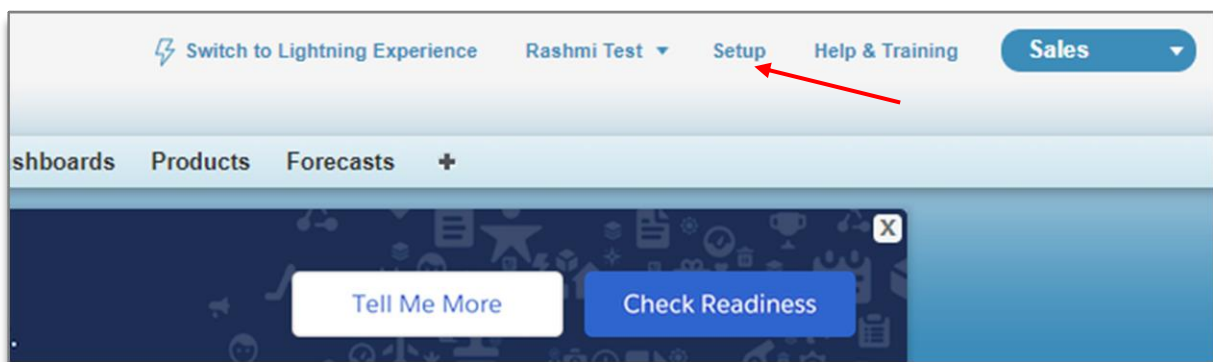 Switch to Lightning Experience Rashmi Test Setup Help & Training Sales
shboards Products Forecasts +
X
Tell Me More Check Readiness
.